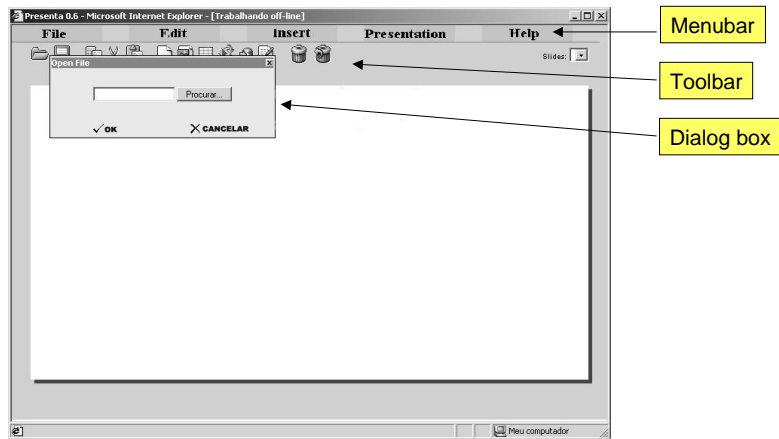 Presenta 0.6 - Microsoft Internet Explorer - [Trabalhando off-line]
File Edit Insert Presentation Help
Menubar
Slides:
Toolbar
Open File
Procurar...
OK CANCELAR
Dialog box
Meu computador